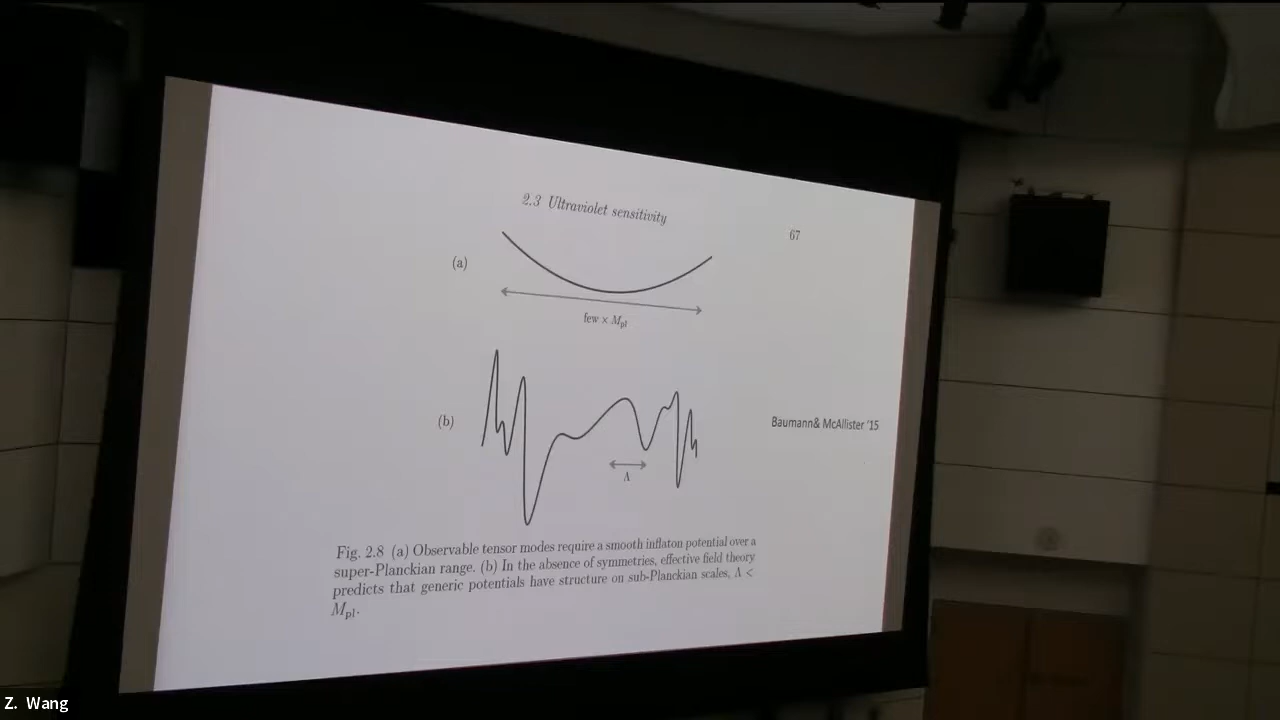 2.3 Ultraviolet sensitivity
67
(a)
few × Mpl
(b)
Baumann& McAllister '15
Λ
Fig. 2.8 (a) Observable tensor modes require a smooth inflaton potential over a
super-Planckian range. (b) In the absence of symmetries, effective field theory
predicts that generic potentials have structure on sub-Planckian scales, Λ <
Mpl.
Z. Wang